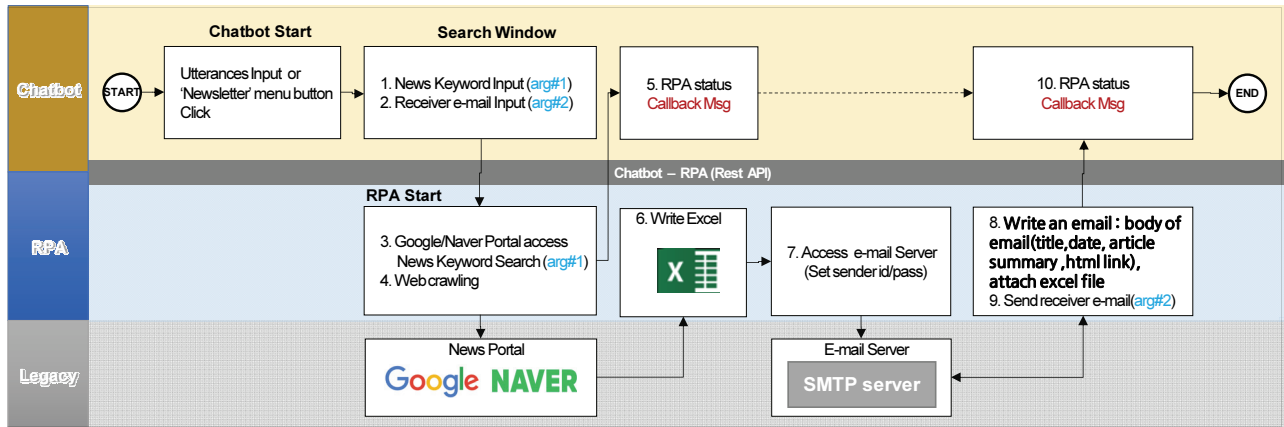 Chatbot Start
Search Window
Chatbot
START
Utterances Input or
'Newsletter' menu button
Click
1. News Keyword Input (arg#1)
2. Receiver e-mail Input (arg#2)
5. RPA status
Callback Msg
10. RPA status
Callback Msg
END
Chatbot – RPA (Rest API)
RPA
RPA Start
3. Google/Naver Portal access
News Keyword Search (arg#1)
4. Web crawling
6. Write Excel
X
7. Access e-mail Server
(Set sender id/pass)
8. Write an email : body of
email(title,date, article
summary ,html link),
attach excel file
9. Send receiver e-mail(arg#2)
Legacy
News Portal
Google NAVER
E-mail Server
SMTP server